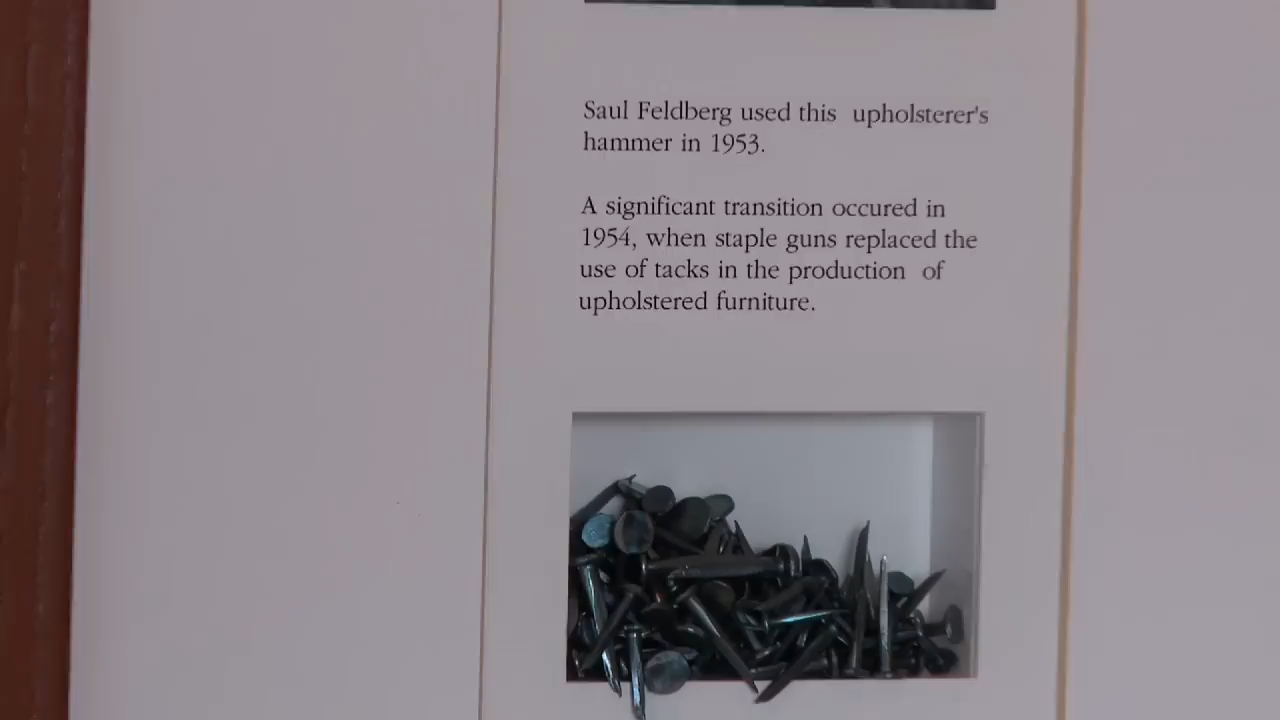 Saul Feldberg used this upholsterer's
hammer in 1953.
A significant transition occured in
1954, when staple guns replaced the
use of tacks in the production of
upholstered furniture.